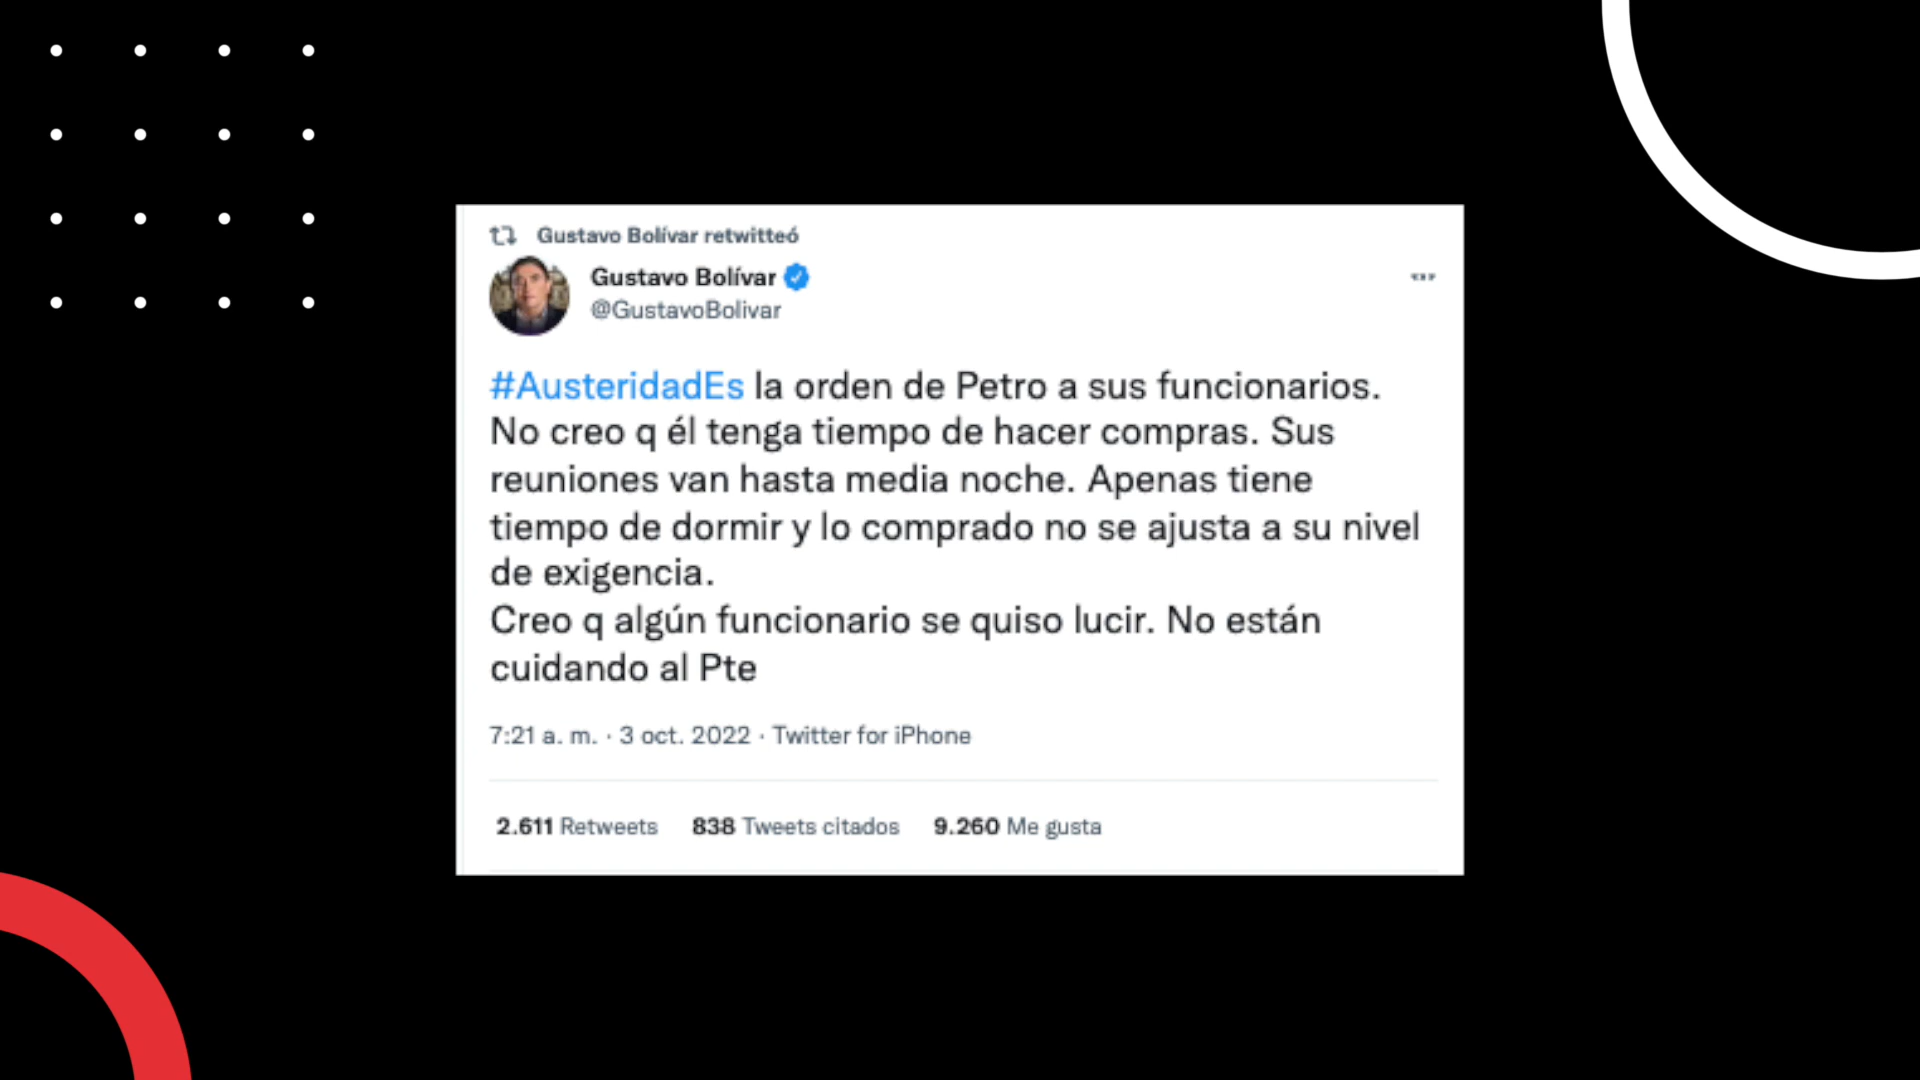 Gustavo Bolívar retwitteó
Gustavo Bolívar
@GustavoBolivar
#AusteridadEs la orden de Petro a sus funcionarios.
No creo q él tenga tiempo de hacer compras. Sus
reuniones van hasta media noche. Apenas tiene
tiempo de dormir y lo comprado no se ajusta a su nivel
de exigencia.
Creo q algún funcionario se quiso lucir. No están
cuidando al Pte
7:21 a. m. · 3 oct. 2022 · Twitter for iPhone
2.611 Retweets 838 Tweets citados 9.260 Me gusta